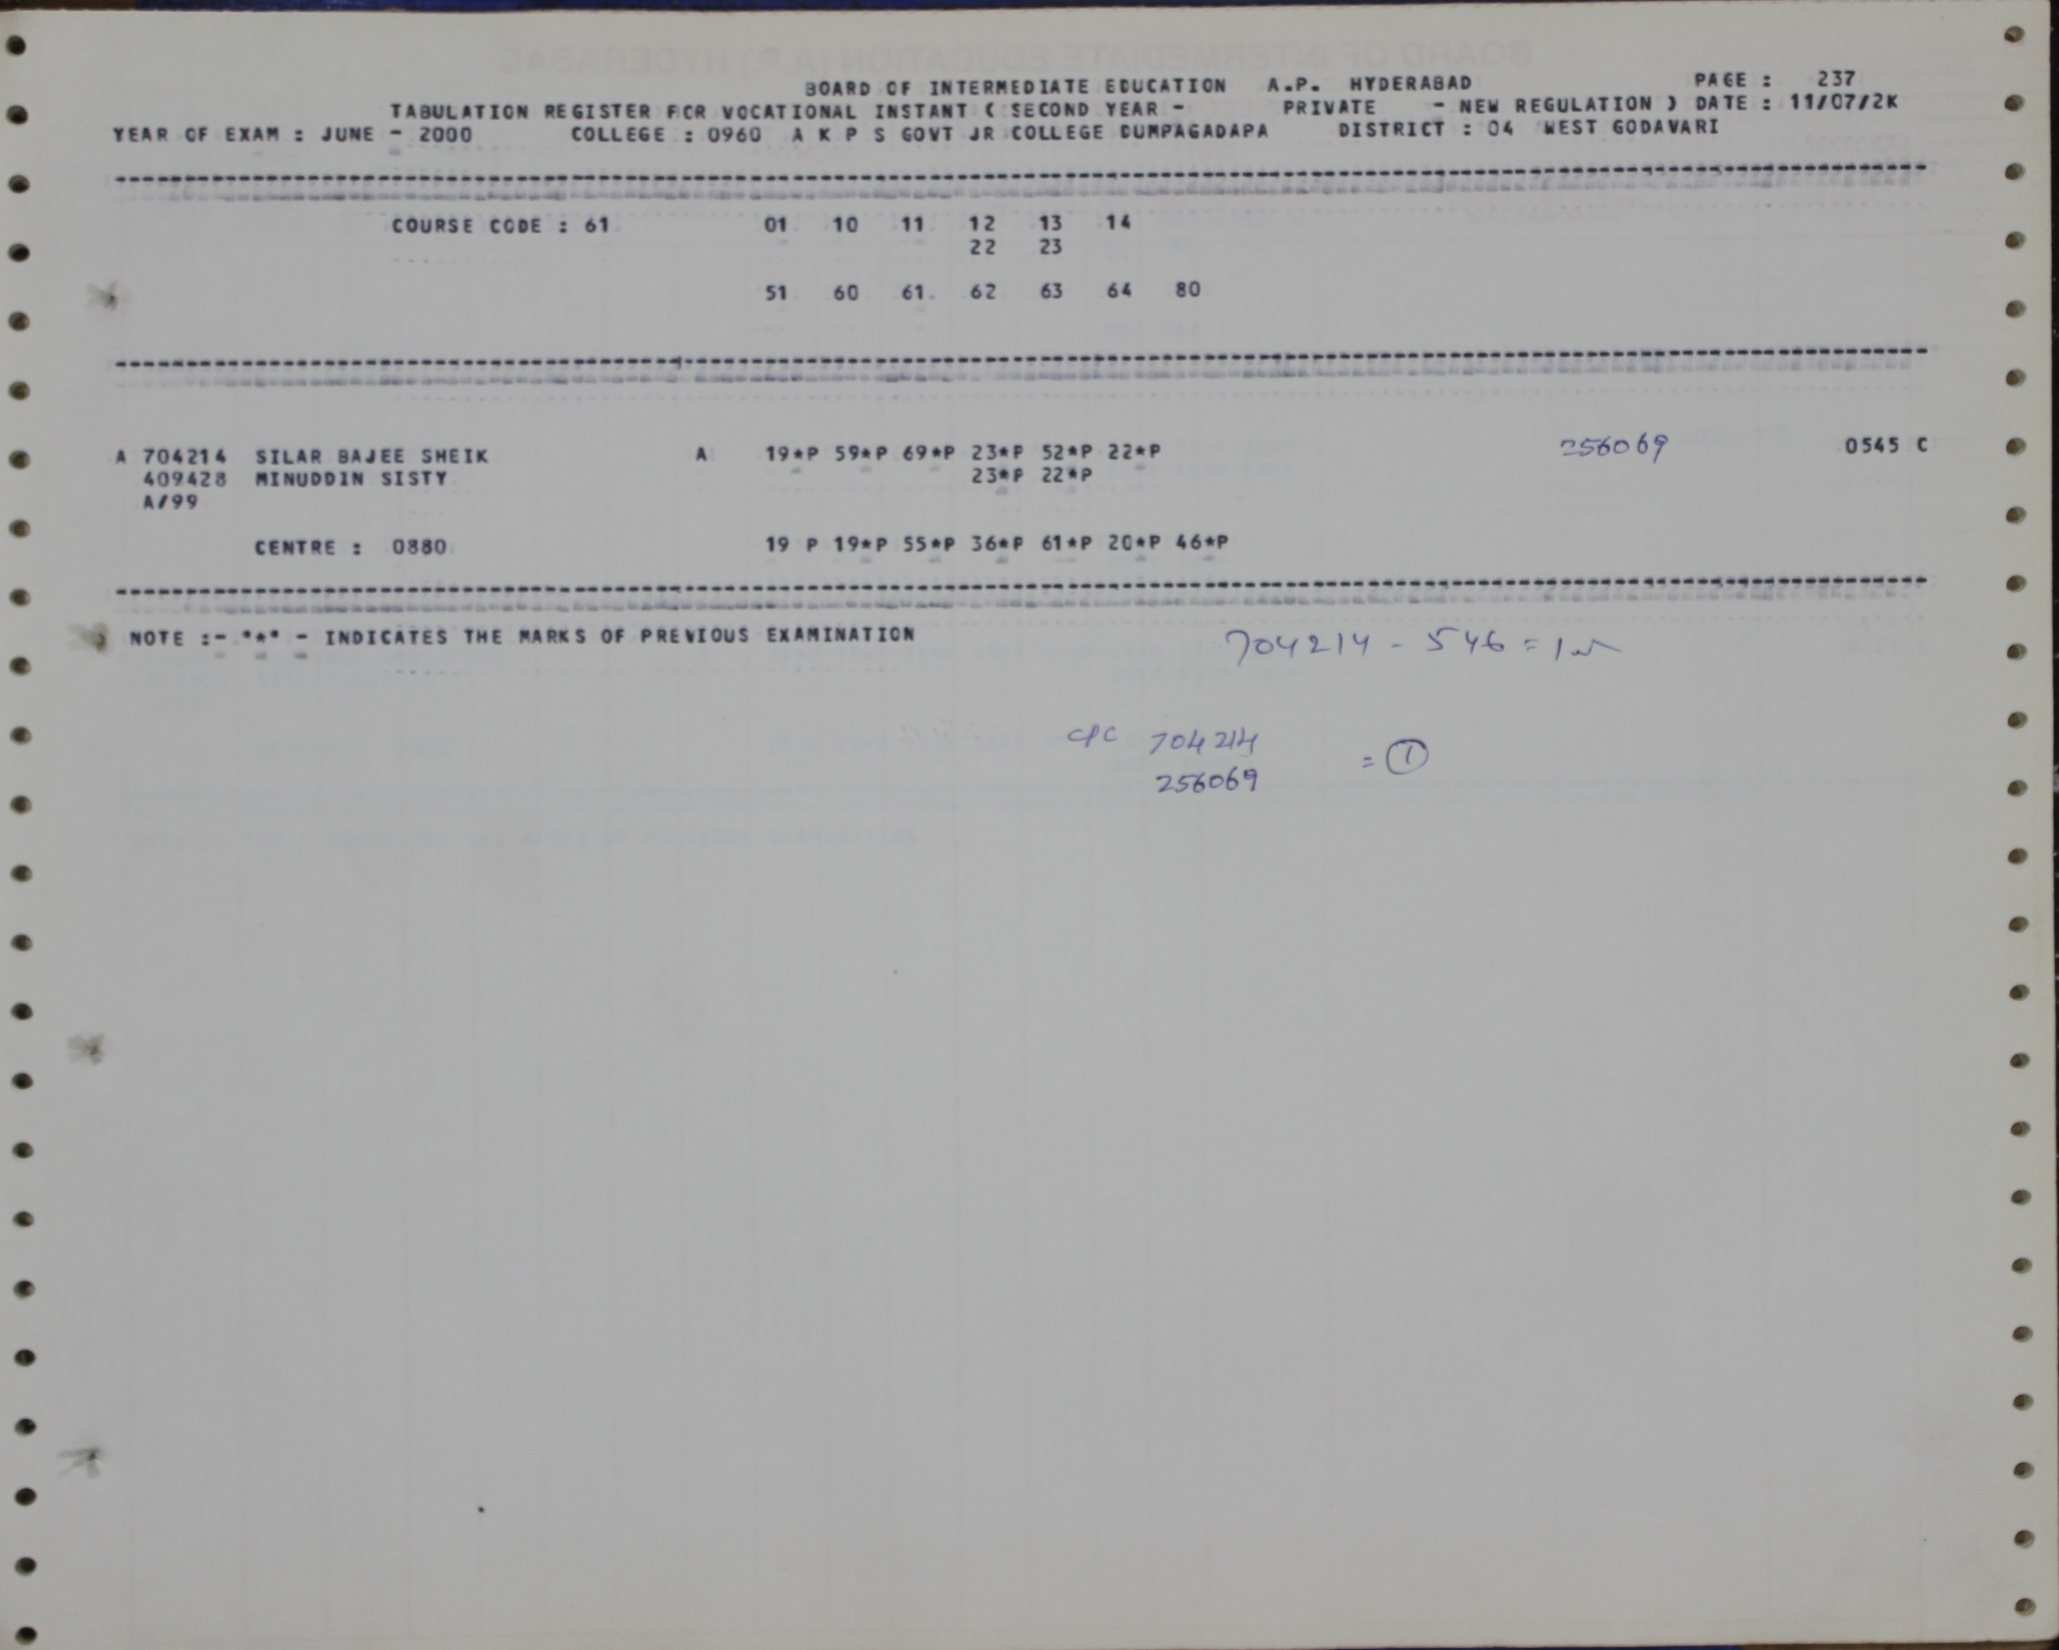 BOARD OF INTERMEDIATE EDUCATION A.P. HYDERABAD PAGE : 237
TABULATION REGISTER FOR VOCATIONAL INSTANT ( SECOND YEAR - PRIVATE - NEW REGULATION ) DATE : 11/07/2K
YEAR OF EXAM : JUNE - 2000 COLLEGE : 0960 A K P S GOVT JR COLLEGE DUMPAGADAPA DISTRICT : 04 WEST GODAVARI
COURSE CODE : 61 01 10 11 12 13 14
22 23
51 60 61 62 63 64 80
A 704214 SILAR BAJEE SHEIK A 19*P 59*P 69*P 23*P 52*P 22*P 256069 0545 C
409428 MINUDDIN SISTY 23*P 22*P
A/99
CENTRE : 0880 19 P 19*P 55*P 36*P 61*P 20*P 46*P
NOTE :- "*" - INDICATES THE MARKS OF PREVIOUS EXAMINATION
704214 - 546 = 1
CPC 704214
256069 = 1